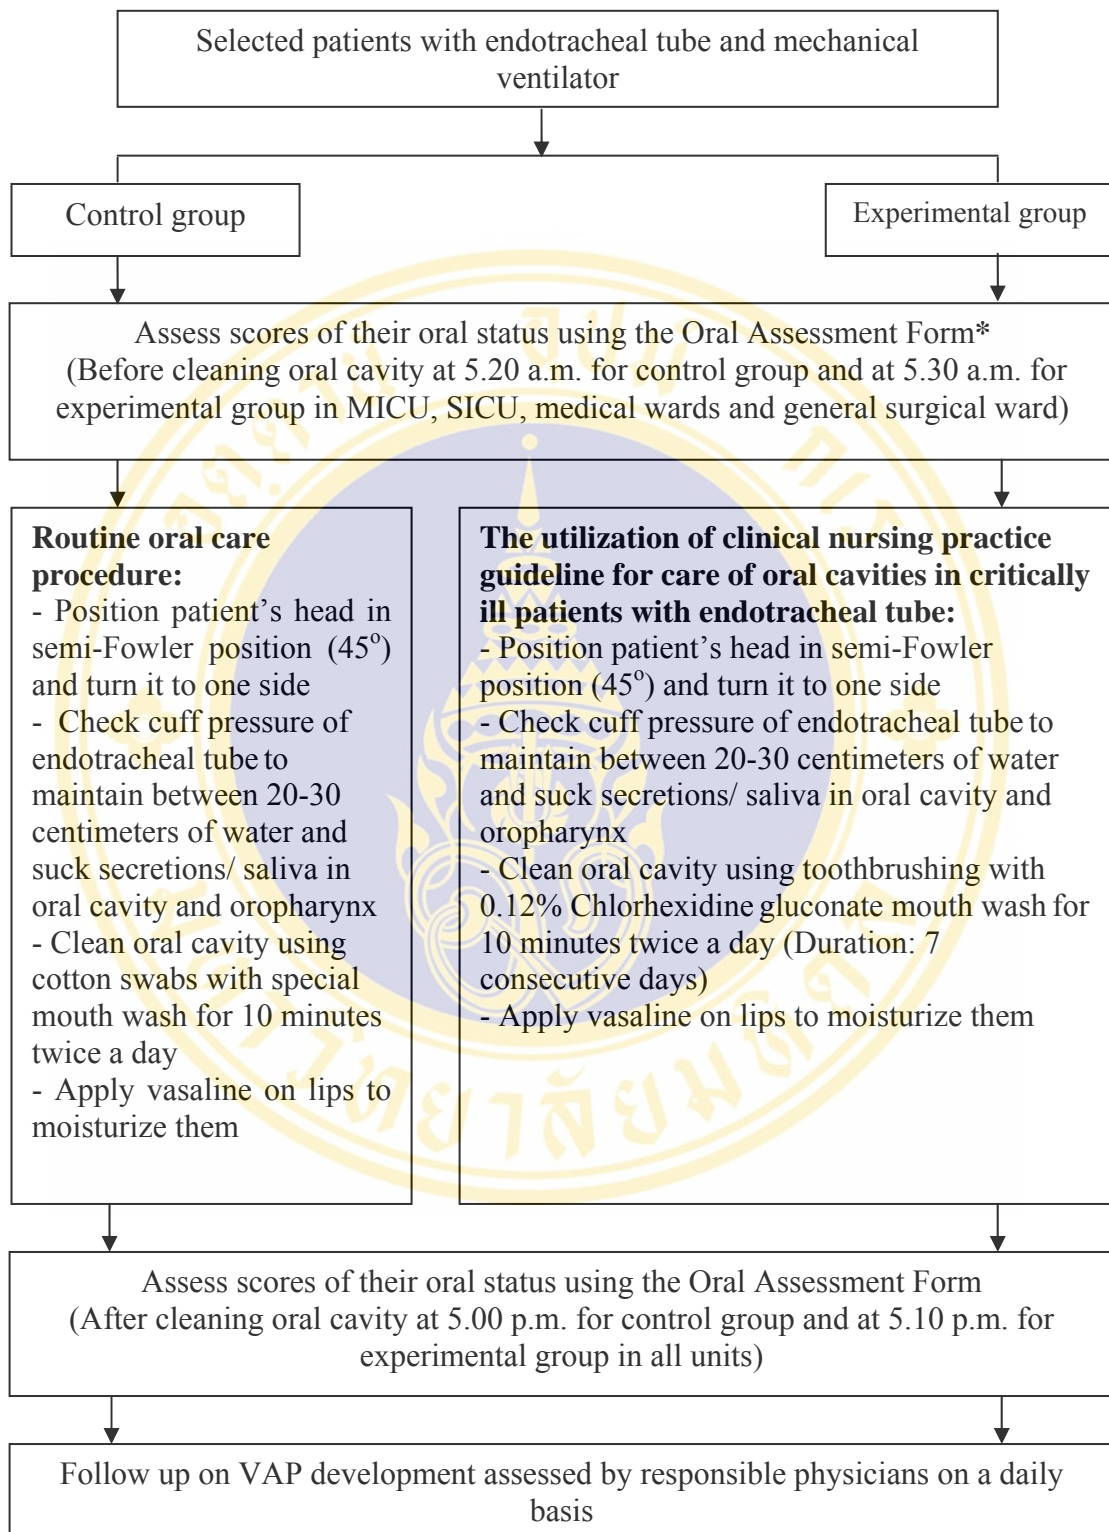 Selected patients with endotracheal tube and mechanical
ventilator
Control group
Experimental group
Assess scores of their oral status using the Oral Assessment Form*
(Before cleaning oral cavity at 5.20 a.m. for control group and at 5.30 a.m. for
experimental group in MICU, SICU, medical wards and general surgical ward)
Routine oral care
procedure:
- Position patient’s head in
semi-Fowler position (45°)
and turn it to one side
- Check cuff pressure of
endotracheal tube to
maintain between 20-30
centimeters of water and
suck secretions/ saliva in
oral cavity and oropharynx
- Clean oral cavity using
cotton swabs with special
mouth wash for 10 minutes
twice a day
- Apply vasaline on lips to
moisturize them
The utilization of clinical nursing practice
guideline for care of oral cavities in critically
ill patients with endotracheal tube:
- Position patient’s head in semi-Fowler
position (45°) and turn it to one side
- Check cuff pressure of endotracheal tube to
maintain between 20-30 centimeters of water
and suck secretions/ saliva in oral cavity and
oropharynx
- Clean oral cavity using toothbrushing with
0.12% Chlorhexidine gluconate mouth wash for
10 minutes twice a day (Duration: 7
consecutive days)
- Apply vasaline on lips to moisturize them
Assess scores of their oral status using the Oral Assessment Form
(After cleaning oral cavity at 5.00 p.m. for control group and at 5.10 p.m. for
experimental group in all units)
Follow up on VAP development assessed by responsible physicians on a daily
basis